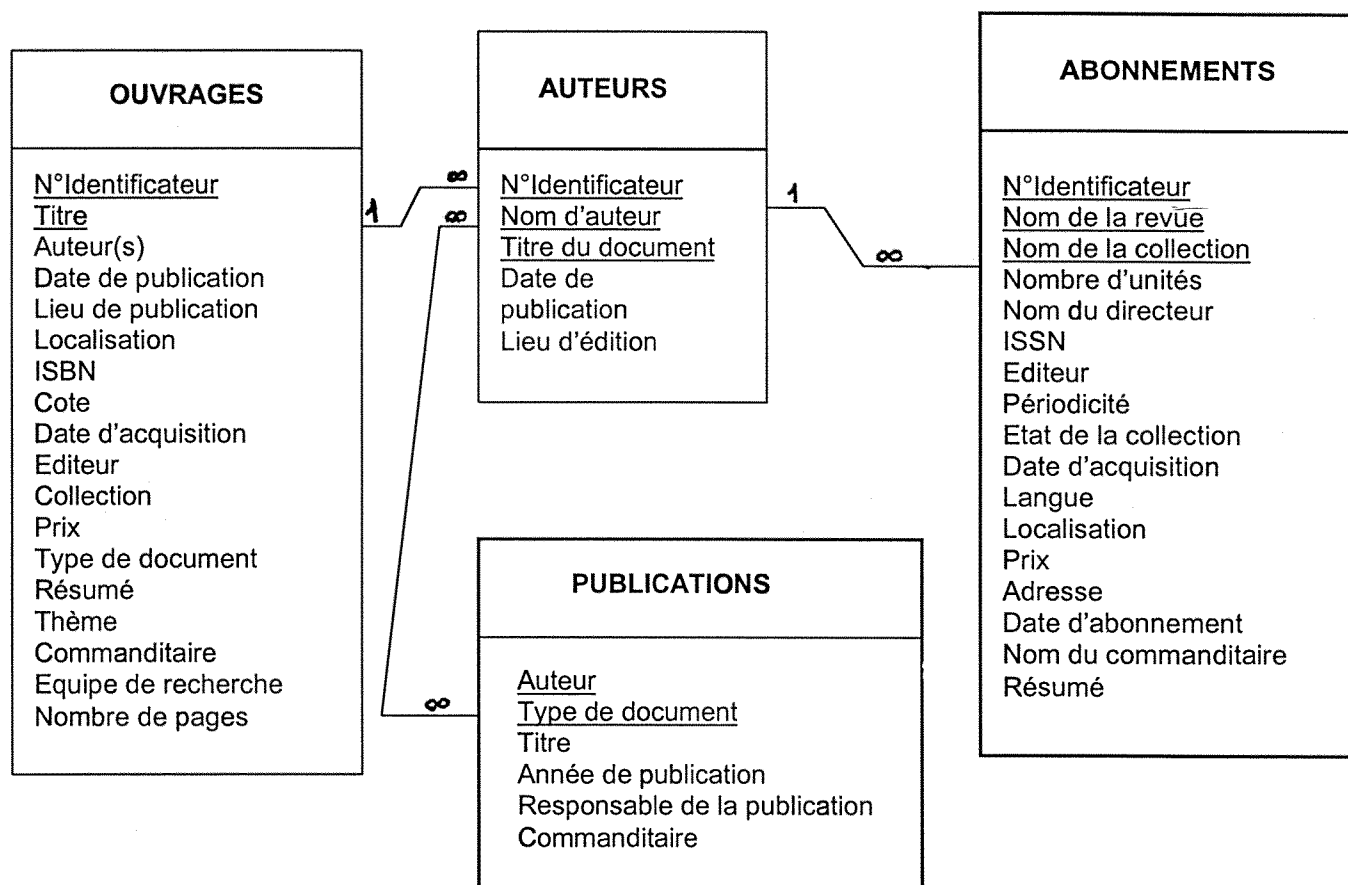 OUVRAGES
N°Identificateur
Titre
Auteur(s)
Date de publication
Lieu de publication
Localisation
ISBN
Cote
Date d'acquisition
Editeur
Collection
Prix
Type de document
Résumé
Thème
Commanditaire
Equipe de recherche
Nombre de pages
1
∞
∞
AUTEURS
N°Identificateur
Nom d'auteur
Titre du document
Date de
publication
Lieu d'édition
1
∞
ABONNEMENTS
N°Identificateur
Nom de la revue
Nom de la collection
Nombre d'unités
Nom du directeur
ISSN
Editeur
Périodicité
Etat de la collection
Date d'acquisition
Langue
Localisation
Prix
Adresse
Date d'abonnement
Nom du commanditaire
Résumé
∞
PUBLICATIONS
Auteur
Type de document
Titre
Année de publication
Responsable de la publication
Commanditaire